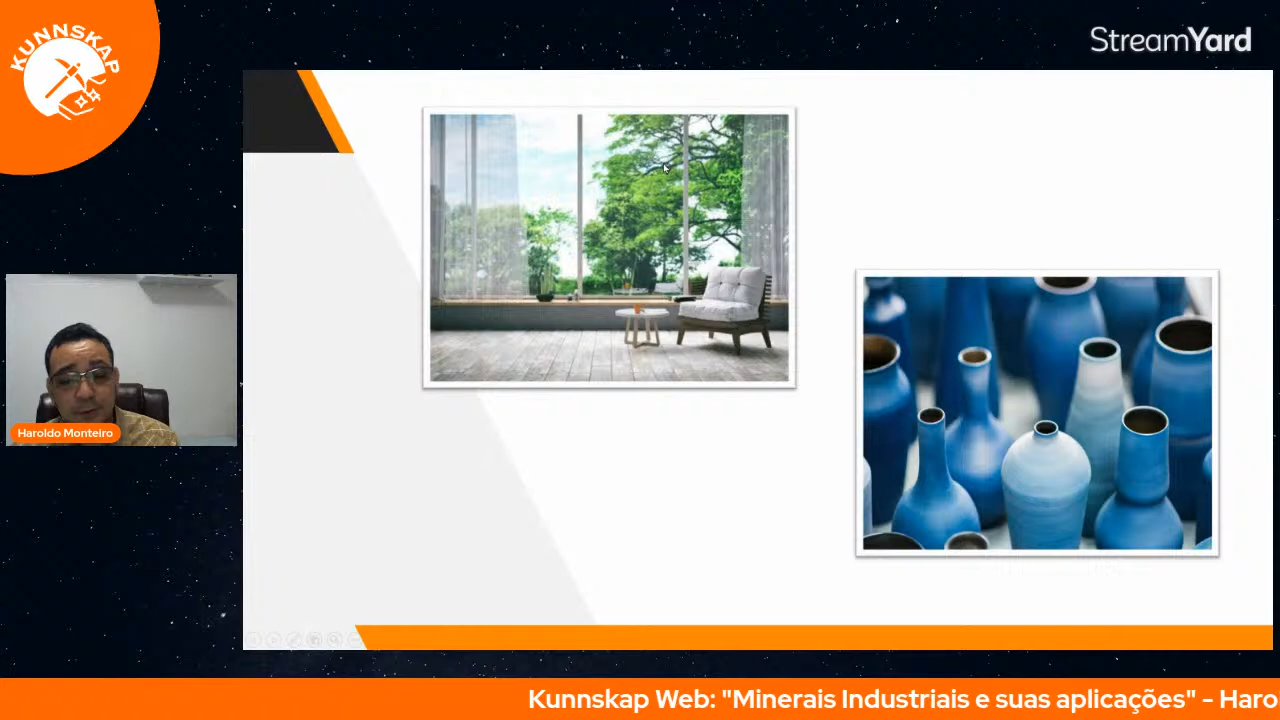 KUNNSKAP
StreamYard
Haroldo Monteiro
Kunnskap Web: "Minerais Industriais e suas aplicações" - Haro